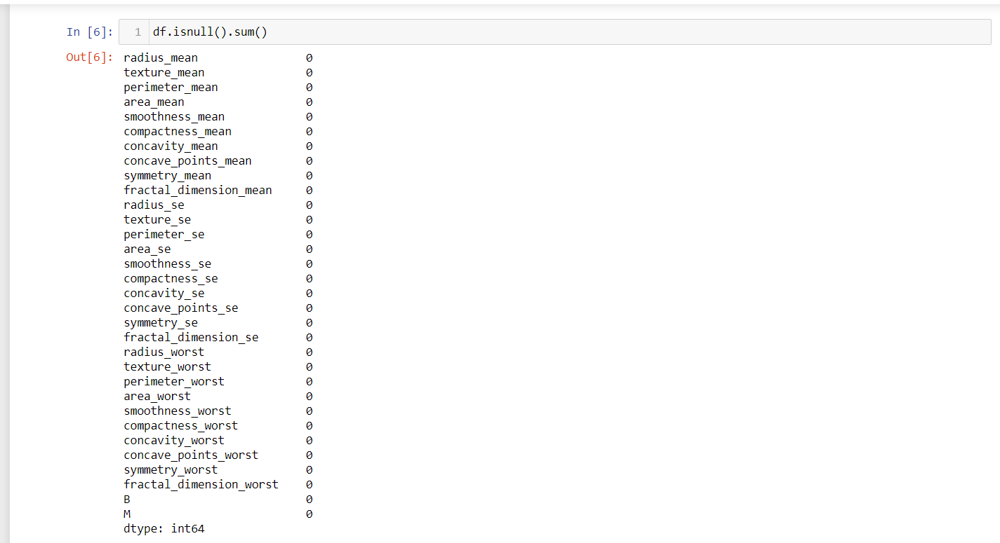 In [6]: 1 df.isnull().sum()
Out[6]: radius_mean 0
texture_mean 0
perimeter_mean 0
area_mean 0
smoothness_mean 0
compactness_mean 0
concavity_mean 0
concave_points_mean 0
symmetry_mean 0
fractal_dimension_mean 0
radius_se 0
texture_se 0
perimeter_se 0
area_se 0
smoothness_se 0
compactness_se 0
concavity_se 0
concave_points_se 0
symmetry_se 0
fractal_dimension_se 0
radius_worst 0
texture_worst 0
perimeter_worst 0
area_worst 0
smoothness_worst 0
compactness_worst 0
concavity_worst 0
concave_points_worst 0
symmetry_worst 0
fractal_dimension_worst 0
B 0
M 0
dtype: int64